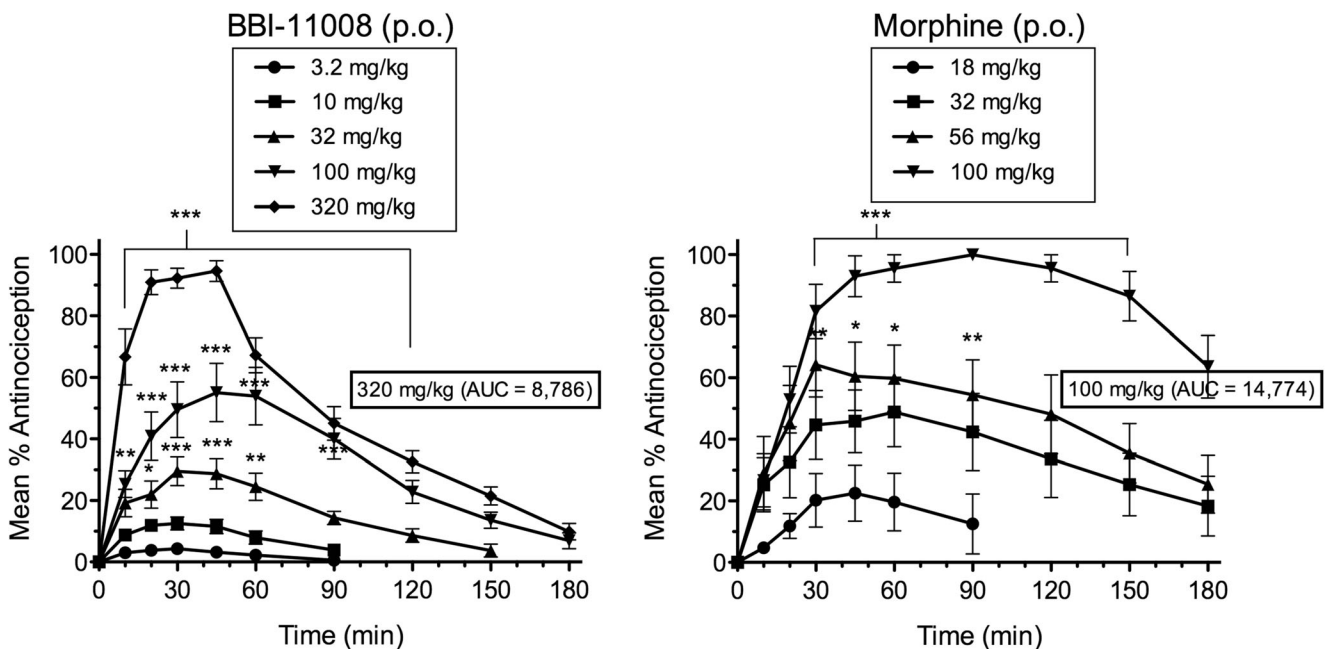 BBI-11008 (p.o.)
3.2 mg/kg
10 mg/kg
32 mg/kg
100 mg/kg
320 mg/kg
***
100
80
60
40
20
0
Mean % Antinociception
***
***
***
***
***
**
*
***
***
**
320 mg/kg (AUC = 8,786)
0 30 60 90 120 150 180
Time (min)
Morphine (p.o.)
18 mg/kg
32 mg/kg
56 mg/kg
100 mg/kg
***
100
80
60
40
20
0
Mean % Antinociception
**
*
*
**
100 mg/kg (AUC = 14,774)
0 30 60 90 120 150 180
Time (min)